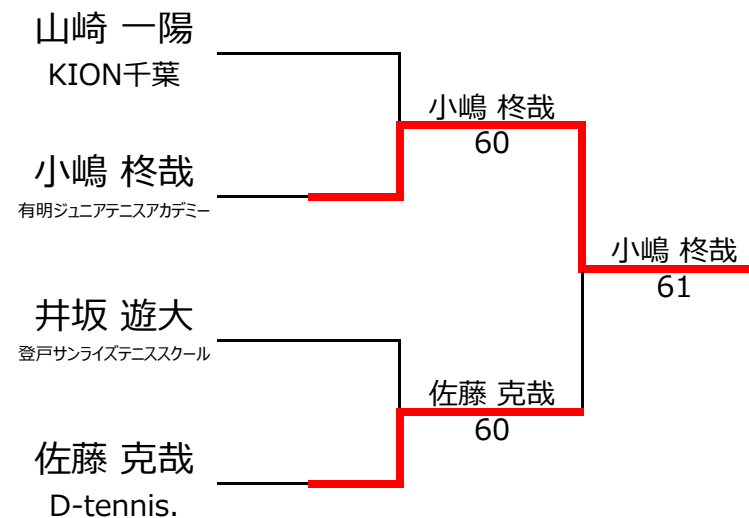 山崎 一陽
KION千葉
小嶋 柊哉
60
小嶋 柊哉
有明ジュニアテニスアカデミー
小嶋 柊哉
61
井坂 遊大
登戸サンライズテニススクール
佐藤 克哉
60
佐藤 克哉
D-tennis.